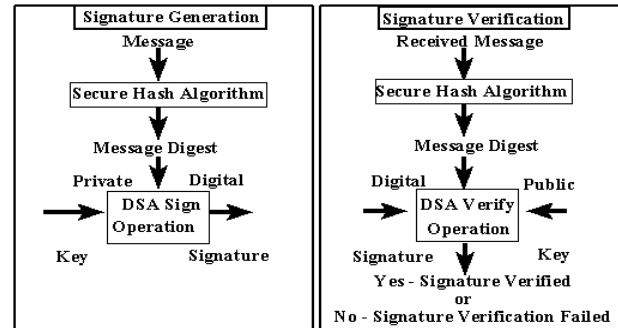 Signature Generation
Message
Secure Hash Algorithm
Message Digest
Private Digital
DSA Sign
Operation
Key Signature
Signature Verification
Received Message
Secure Hash Algorithm
Message Digest
Digital Public
DSA Verify
Operation
Signature Key
Yes - Signature Verified
or
No - Signature Verification Failed